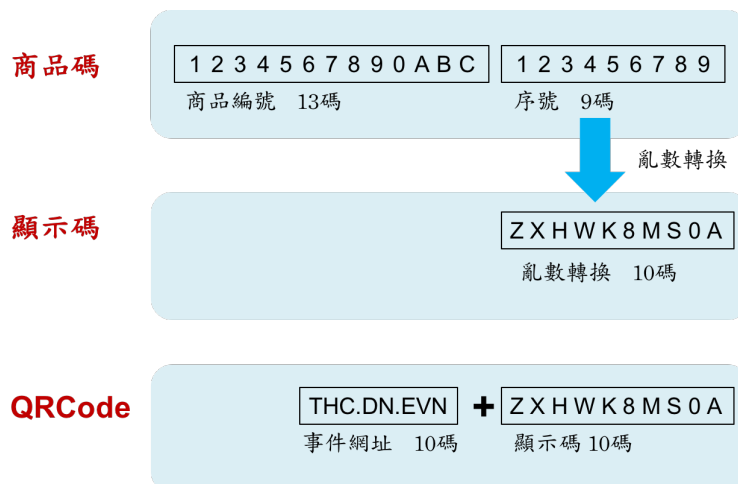 商品碼
1 2 3 4 5 6 7 8 9 0 A B C 1 2 3 4 5 6 7 8 9
商品編號 13碼 序號 9碼
亂數轉換
顯示碼
Z X H W K 8 M S 0 A
亂數轉換 10碼
QRCode
THC.DN.EVN + Z X H W K 8 M S 0 A
事件網址 10碼 顯示碼 10碼